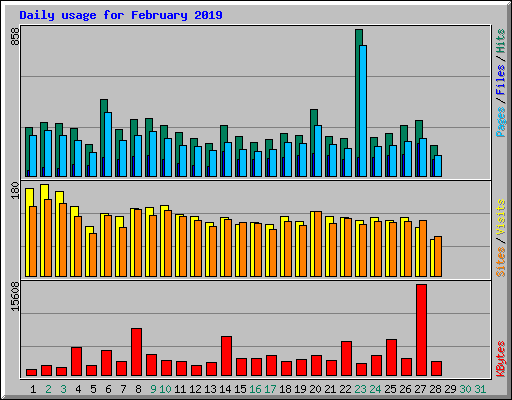 Daily usage for February 2019
858
Pages / Files / Hits
180
Sites / Visits
15608
KBytes
1 2 3 4 5 6 7 8 9 10 11 12 13 14 15 16 17 18 19 20 21 22 23 24 25 26 27 28 29 30 31